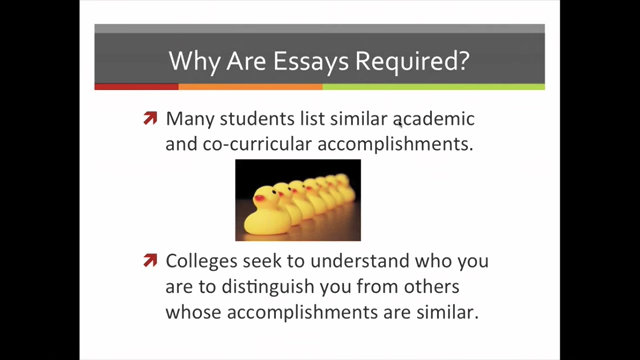 Why Are Essays Required?
Many students list similar academic
and co-curricular accomplishments.
Colleges seek to understand who you
are to distinguish you from others
whose accomplishments are similar.